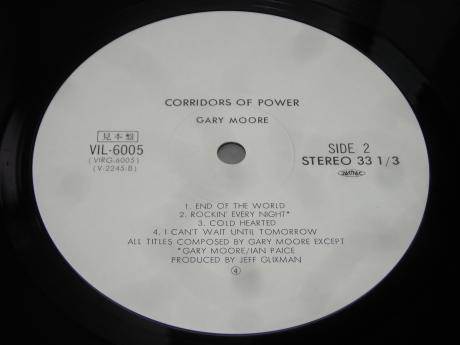 CORRIDORS OF POWER
GARY MOORE
見本盤
VIL-6005
(VIRG-6005)
(V-2245-B)
SIDE 2
STEREO 33 1/3
1. END OF THE WORLD
2. ROCKIN' EVERY NIGHT*
3. COLD HEARTED
4. I CAN'T WAIT UNTIL TOMORROW
ALL TITLES COMPOSED BY GARY MOORE EXCEPT
*GARY MOORE/IAN PAICE
PRODUCED BY JEFF GLIXMAN
④